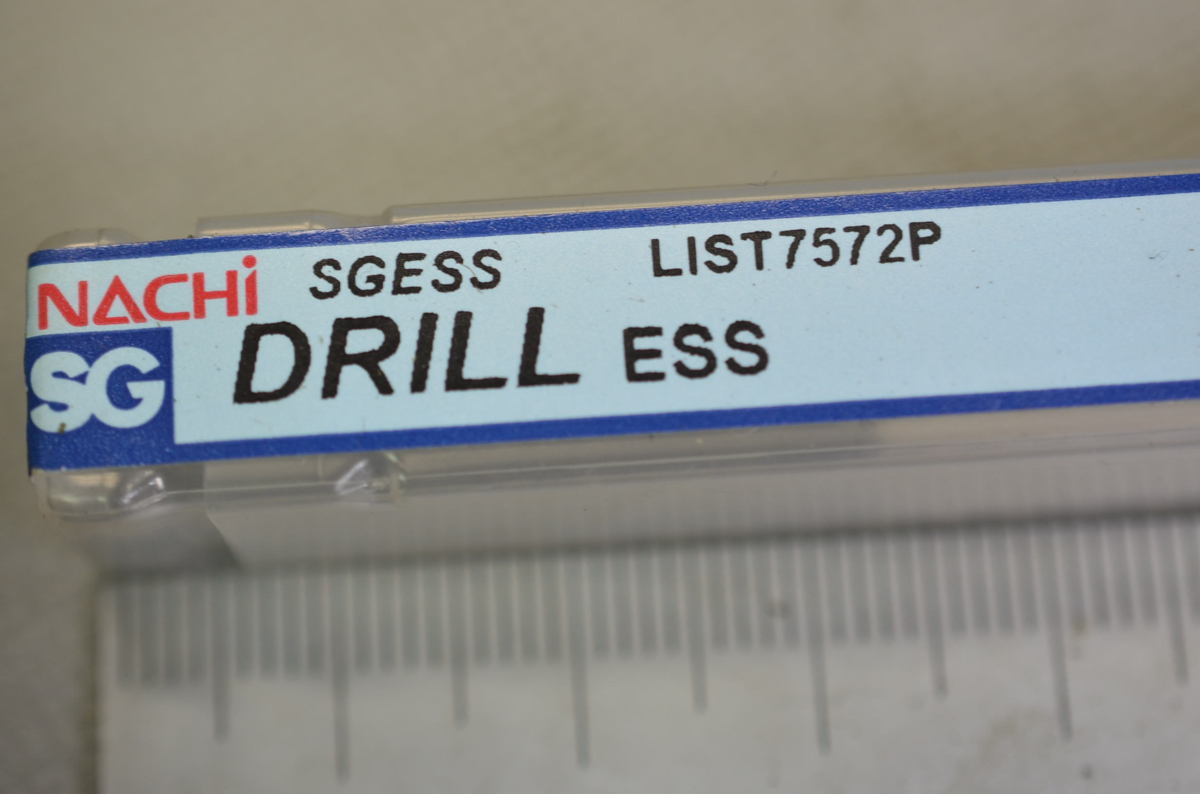 NACHi SGESS LIST7572P
SG DRILL ESS